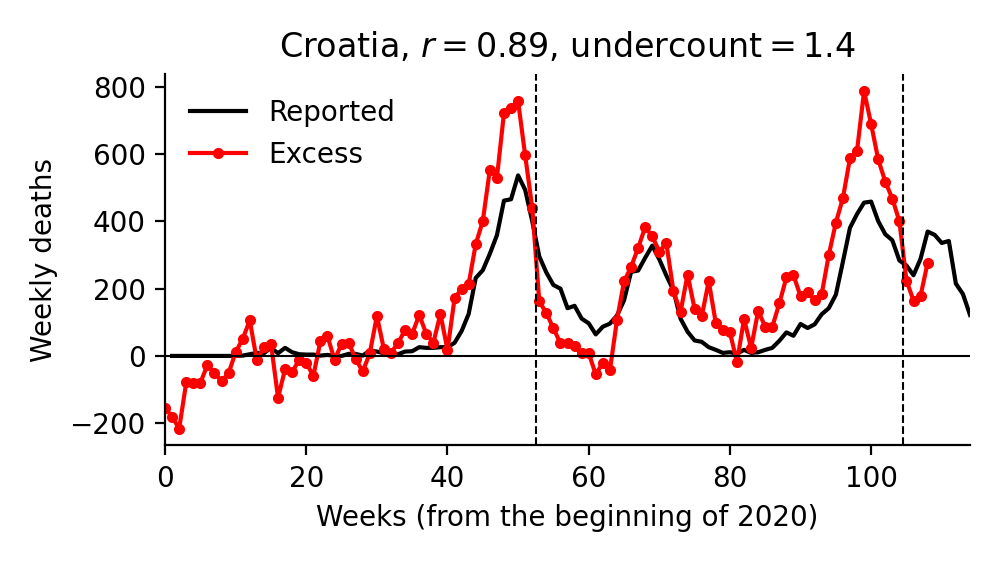 Croatia, r = 0.89, undercount = 1.4
Reported
Excess
Weekly deaths
800
600
400
200
0
−200
0 20 40 60 80 100
Weeks (from the beginning of 2020)